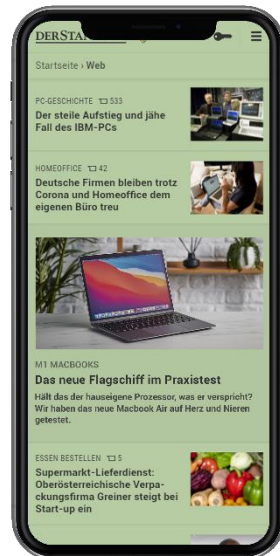 DERSTA
Startseite › Web
PC-GESCHICHTE 533
Der steile Aufstieg und jähe
Fall des IBM-PCs
HOMEOFFICE 42
Deutsche Firmen bleiben trotz
Corona und Homeoffice dem
eigenen Büro treu
M1 MACBOOKS
Das neue Flagschiff im Praxistest
Hält das der hauseigene Prozessor, was er verspricht?
Wir haben das neue Macbook Air auf Herz und Nieren
getestet.
ESSEN BESTELLEN 5
Supermarkt-Lieferdienst:
Oberösterreichische Verpa-
ckungsfirma Greiner steigt bei
Start-up ein